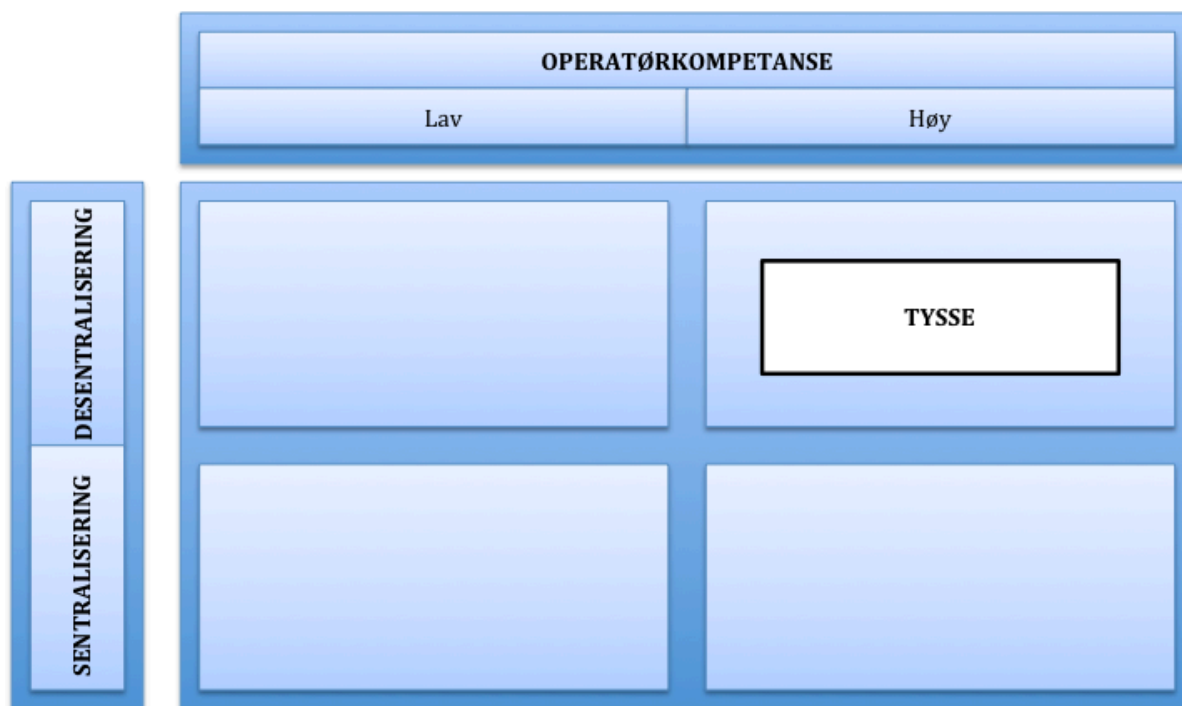 OPERATØRKOMPETANSE
Lav
Høy
DESENTRALISERING
TYSSE
SENTRALISERING